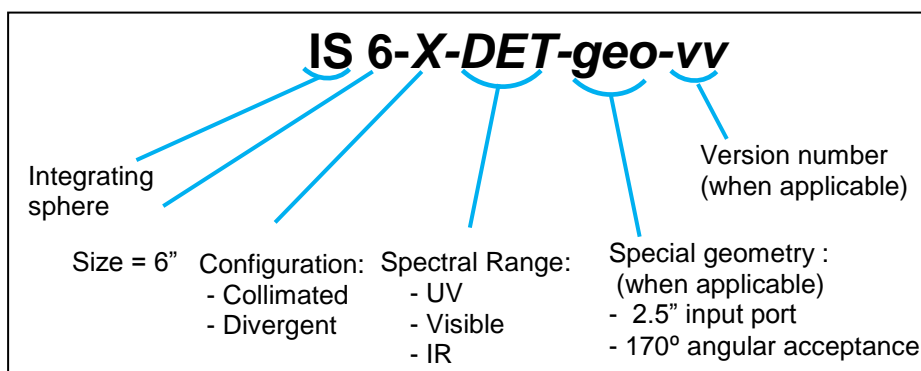 IS 6-X-DET-geo-vv
Integrating
sphere
Size = 6”
Configuration:
- Collimated
- Divergent
Spectral Range:
- UV
- Visible
- IR
Special geometry :
(when applicable)
- 2.5” input port
- 170º angular acceptance
Version number
(when applicable)